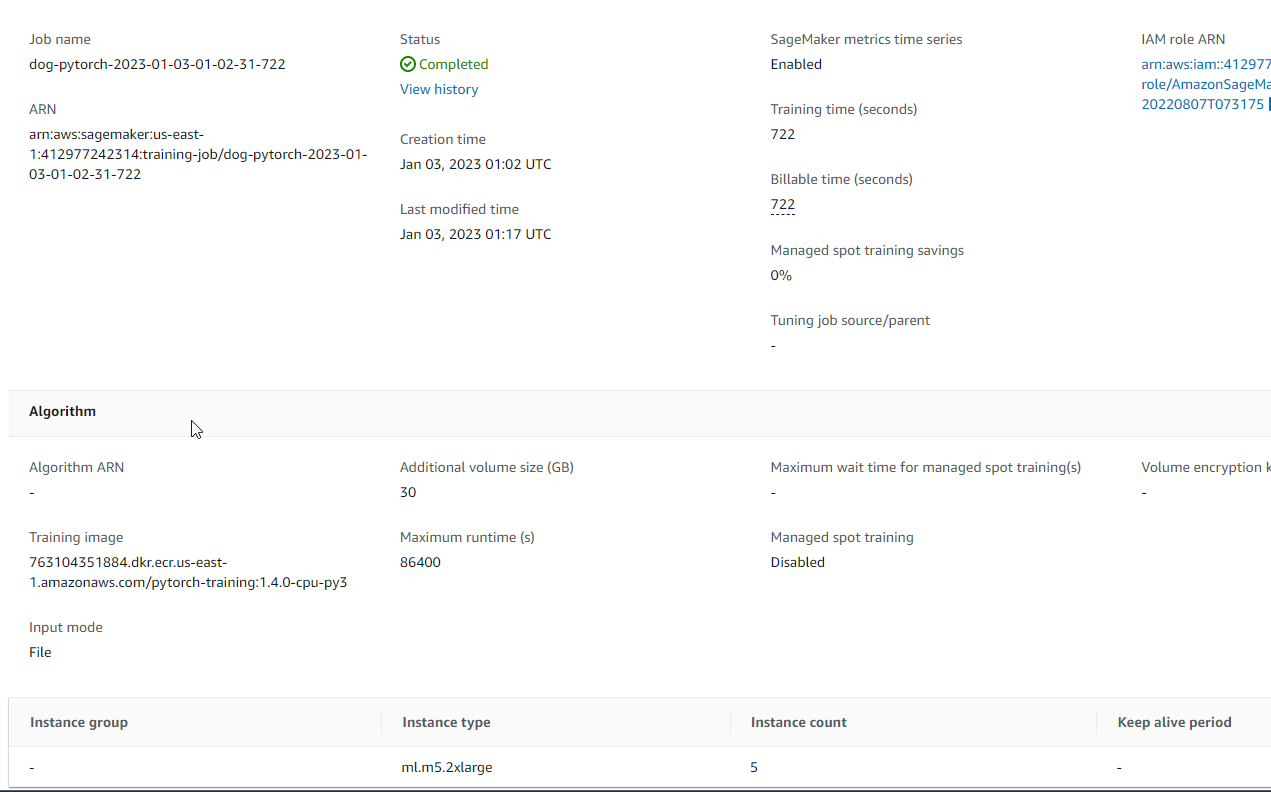 Job name
dog-pytorch-2023-01-03-01-02-31-722
ARN
arn:aws:sagemaker:us-east-
1:412977242314:training-job/dog-pytorch-2023-01-
03-01-02-31-722
Status
Completed
View history
Creation time
Jan 03, 2023 01:02 UTC
Last modified time
Jan 03, 2023 01:17 UTC
SageMaker metrics time series
Enabled
Training time (seconds)
722
Billable time (seconds)
722
Managed spot training savings
0%
Tuning job source/parent
-
IAM role ARN
arn:aws:iam::412977
role/AmazonSageMa
20220807T073175
Algorithm
Algorithm ARN
-
Training image
763104351884.dkr.ecr.us-east-
1.amazonaws.com/pytorch-training:1.4.0-cpu-py3
Input mode
File
Additional volume size (GB)
30
Maximum runtime (s)
86400
Maximum wait time for managed spot training(s)
-
Managed spot training
Disabled
Volume encryption k
-
Instance group
Instance type
Instance count
Keep alive period
-
ml.m5.2xlarge
5
-